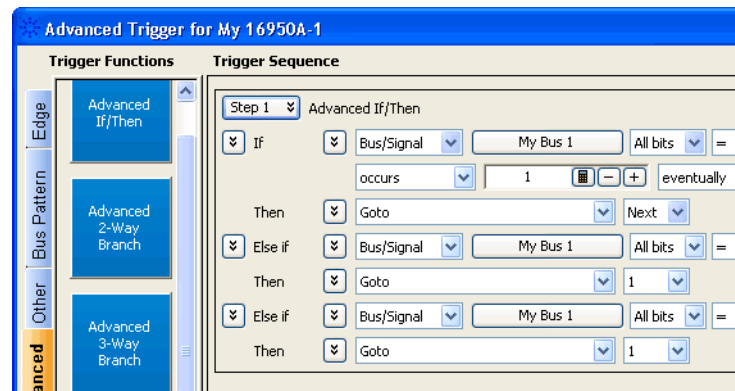 Advanced Trigger for My 16950A-1
Trigger Functions
Trigger Sequence
Edge
Bus Pattern
Other
anced
Advanced
If/Then
Advanced
2-Way
Branch
Advanced
3-Way
Branch
Step 1 Advanced If/Then
If Bus/Signal My Bus 1 All bits =
occurs 1 - + eventually
Then Goto Next
Else if Bus/Signal My Bus 1 All bits =
Then Goto 1
Else if Bus/Signal My Bus 1 All bits =
Then Goto 1